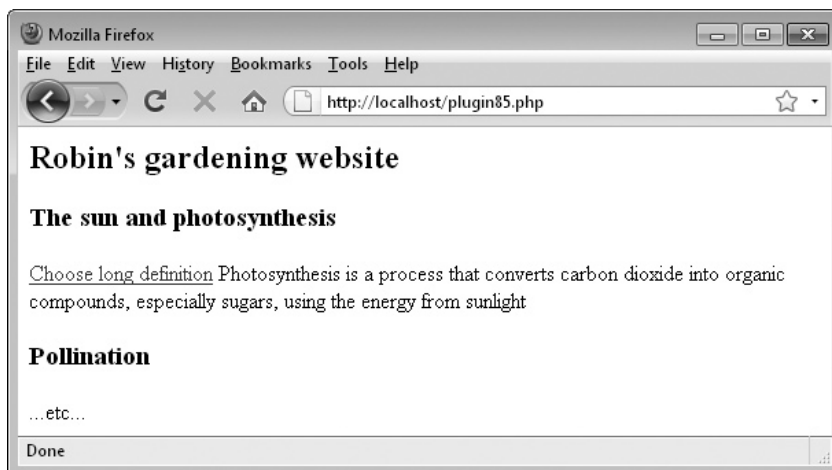 Mozilla Firefox
File Edit View History Bookmarks Tools Help
http://localhost/plugin85.php
Robin's gardening website
The sun and photosynthesis
Choose long definition Photosynthesis is a process that converts carbon dioxide into organic
compounds, especially sugars, using the energy from sunlight
Pollination
...etc...
Done